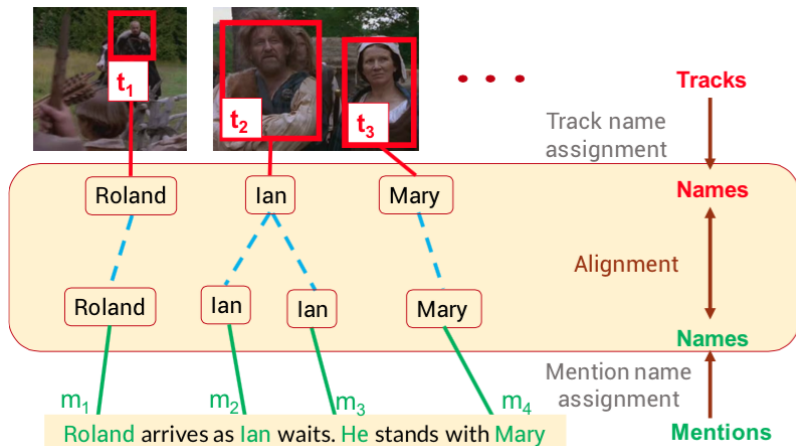 t1
t2
t3
Tracks
Track name
assignment
Roland
Ian
Mary
Names
Alignment
Roland
Ian
Ian
Mary
Names
m1
m2
m3
m4
Mention name
assignment
Roland arrives as Ian waits. He stands with Mary
Mentions